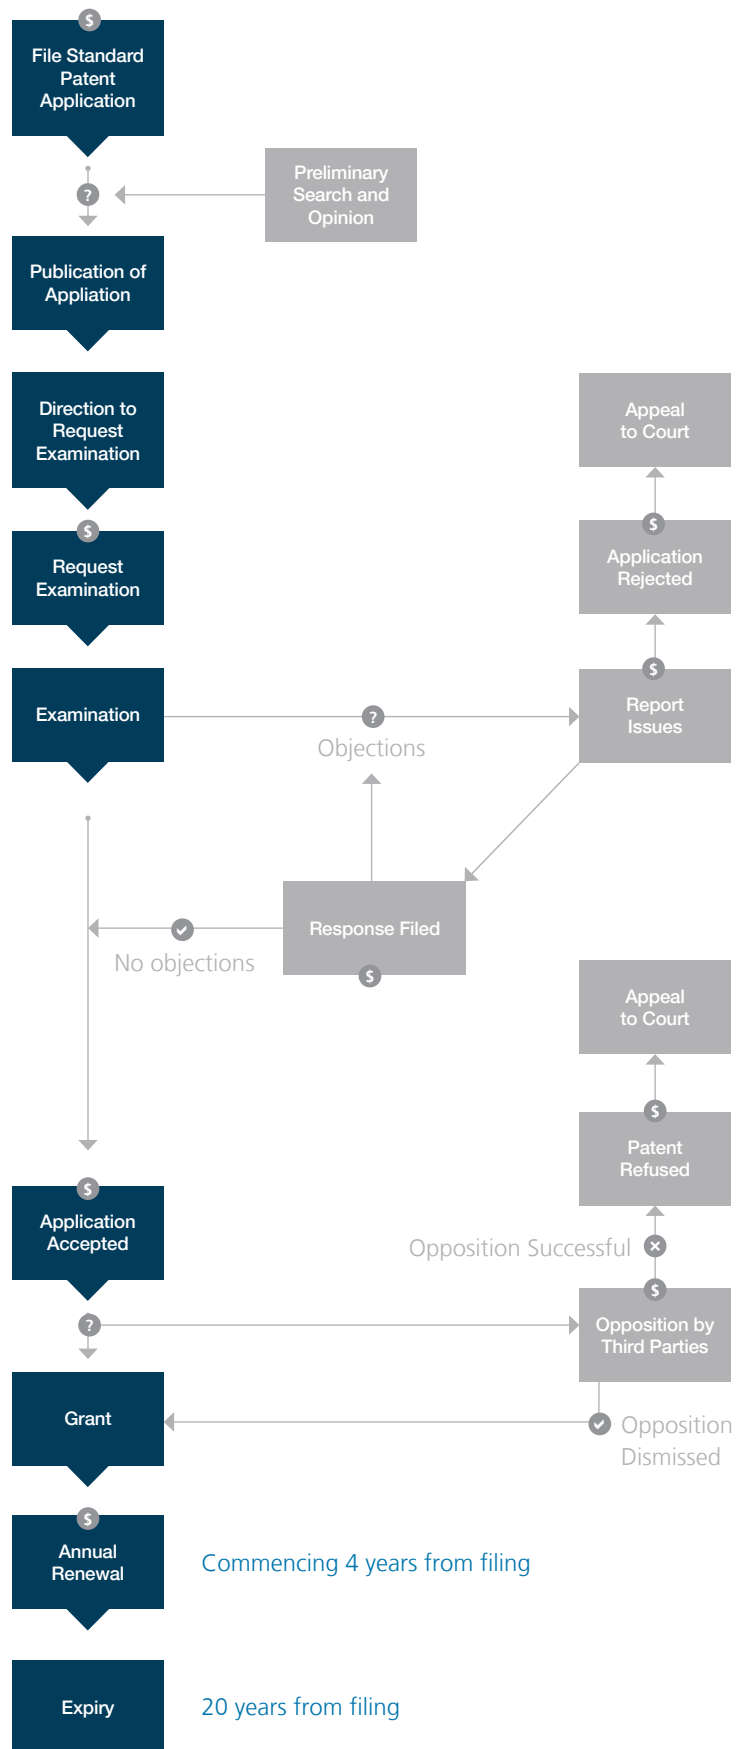 $
File Standard
Patent
Application
?
Preliminary
Search and
Opinion
Publication of
Appliation
Direction to
Request
Examination
$
Request
Examination
Examination
?
Objections
$
Report
Issues
$
Application
Rejected
Appeal
to Court
Response Filed
$
No objections
$
Application
Accepted
?
$
Opposition by
Third Parties
Opposition Successful
$
Patent
Refused
Appeal
to Court
Opposition
Dismissed
Grant
$
Annual
Renewal
Commencing 4 years from filing
Expiry
20 years from filing